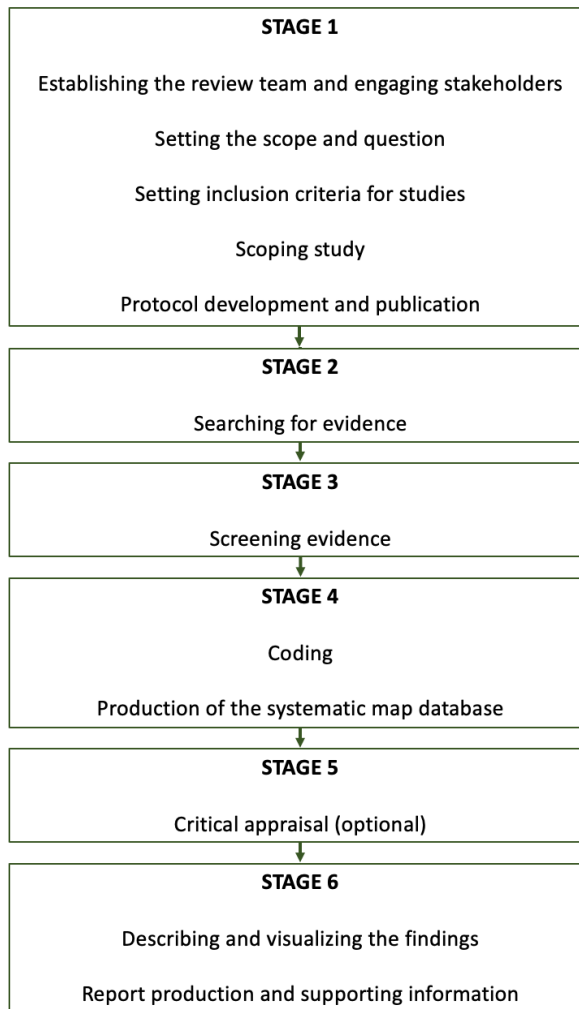 STAGE 1
Establishing the review team and engaging stakeholders
Setting the scope and question
Setting inclusion criteria for studies
Scoping study
Protocol development and publication
STAGE 2
Searching for evidence
STAGE 3
Screening evidence
STAGE 4
Coding
Production of the systematic map database
STAGE 5
Critical appraisal (optional)
STAGE 6
Describing and visualizing the findings
Report production and supporting information